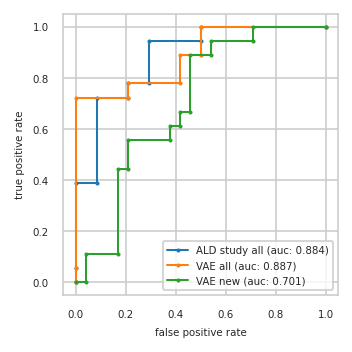 1.0
0.8
0.6
0.4
0.2
0.0
true positive rate
ALD study all (auc: 0.884)
VAE all (auc: 0.887)
VAE new (auc: 0.701)
0.0 0.2 0.4 0.6 0.8 1.0
false positive rate